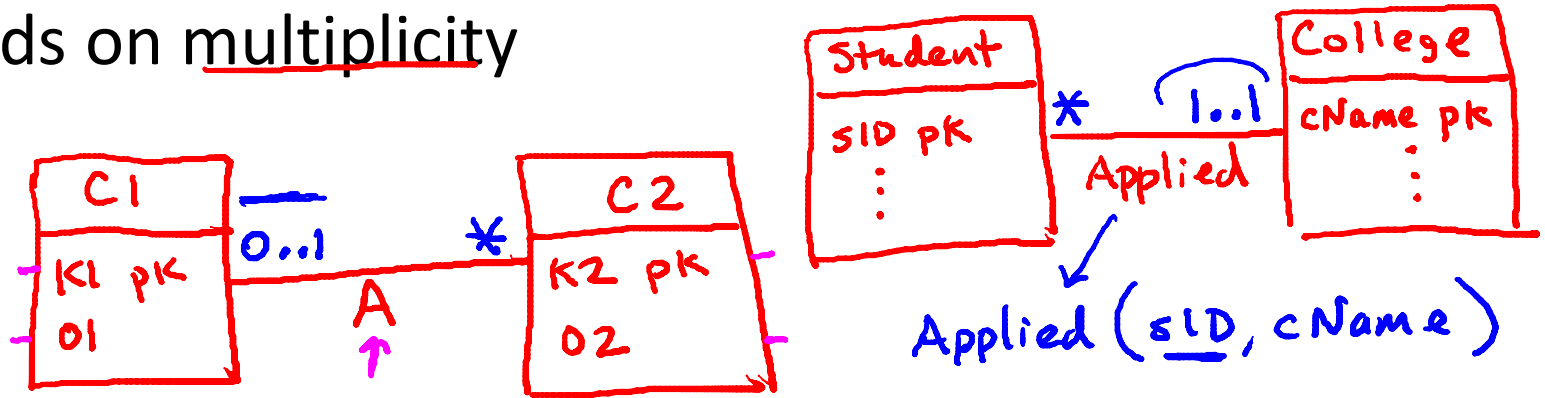 ds on multiplicity
C1
K1 pk
O1
0..1
*
A
C2
K2 pk
O2
Student
sID pk
*
1..1
Applied
College
cName pk
Applied (sID, cName)